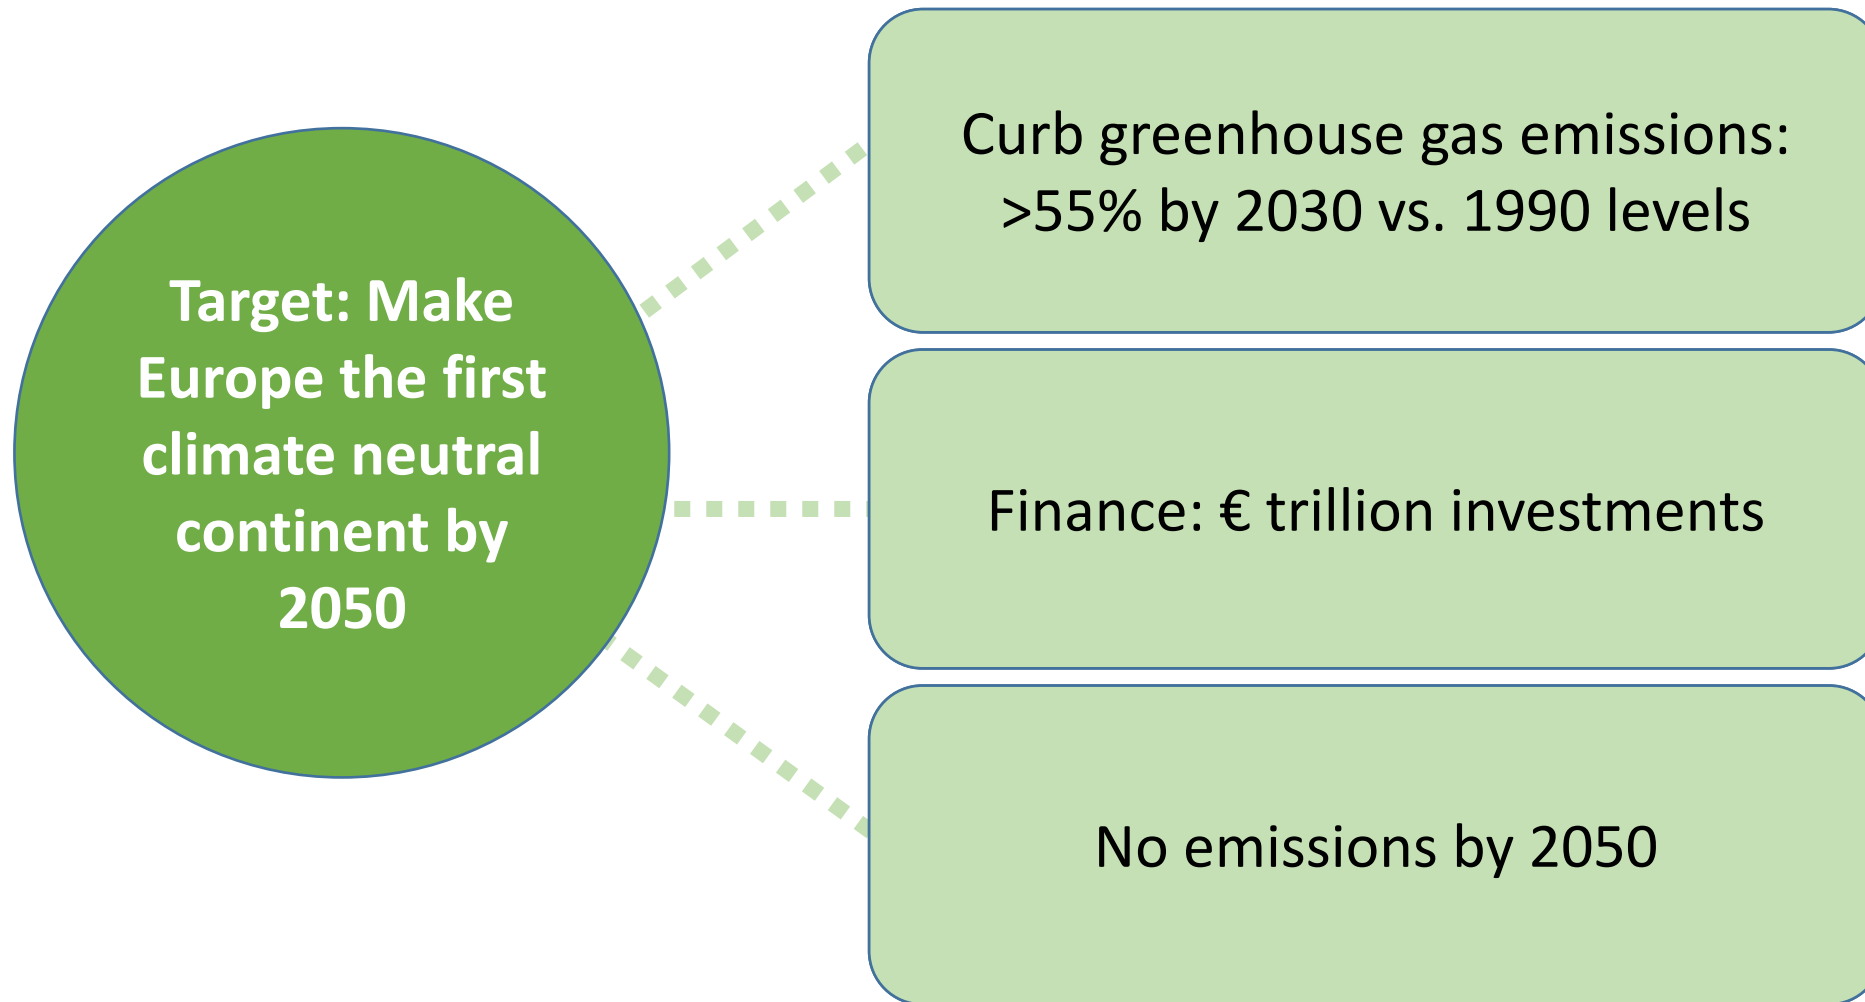 Target: Make
Europe the first
climate neutral
continent by
2050
Curb greenhouse gas emissions:
>55% by 2030 vs. 1990 levels
Finance: € trillion investments
No emissions by 2050